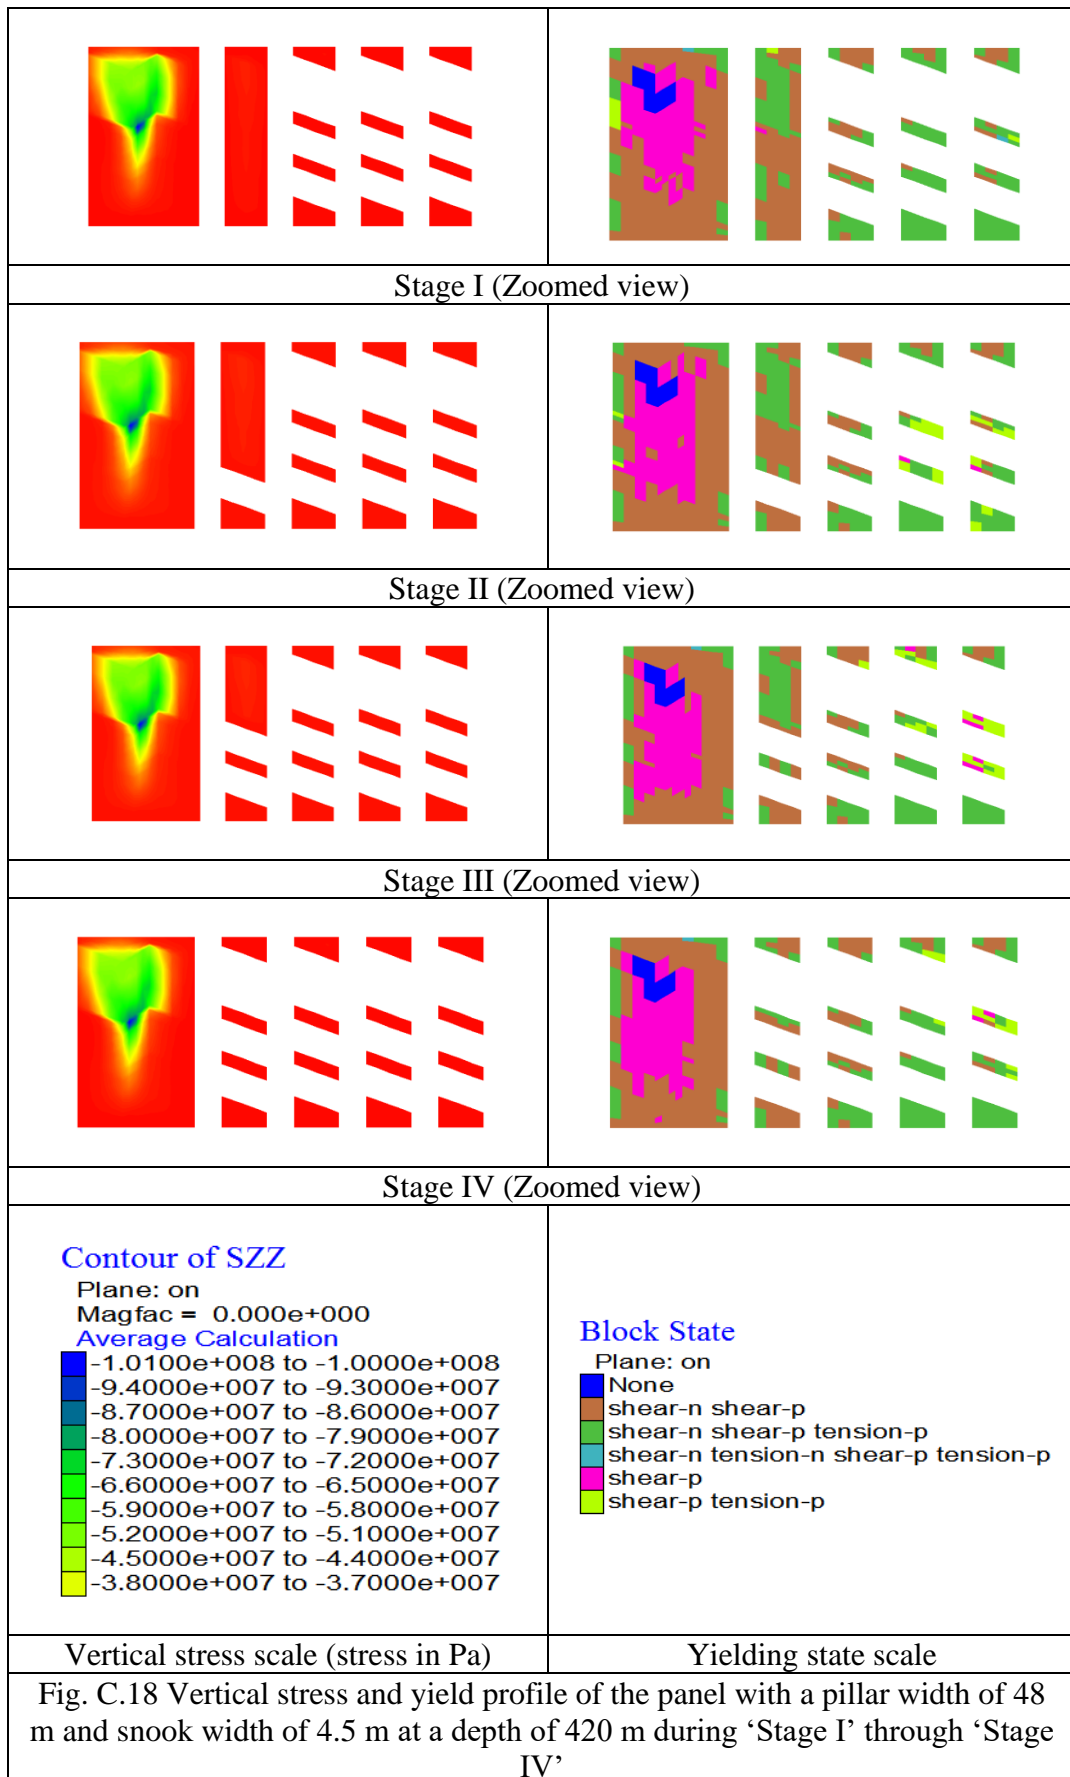 Stage I (Zoomed view)
Stage II (Zoomed view)
Stage III (Zoomed view)
Stage IV (Zoomed view)
Contour of SZZ
Plane: on
Magfac = 0.000e+000
Average Calculation
-1.0100e+008 to -1.0000e+008
-9.4000e+007 to -9.3000e+007
-8.7000e+007 to -8.6000e+007
-8.0000e+007 to -7.9000e+007
-7.3000e+007 to -7.2000e+007
-6.6000e+007 to -6.5000e+007
-5.9000e+007 to -5.8000e+007
-5.2000e+007 to -5.1000e+007
-4.5000e+007 to -4.4000e+007
-3.8000e+007 to -3.7000e+007
Block State
Plane: on
None
shear-n shear-p
shear-n shear-p tension-p
shear-n tension-n shear-p tension-p
shear-p
shear-p tension-p
Vertical stress scale (stress in Pa)
Yielding state scale
Fig. C.18 Vertical stress and yield profile of the panel with a pillar width of 48
m and snook width of 4.5 m at a depth of 420 m during ‘Stage I’ through ‘Stage
IV’